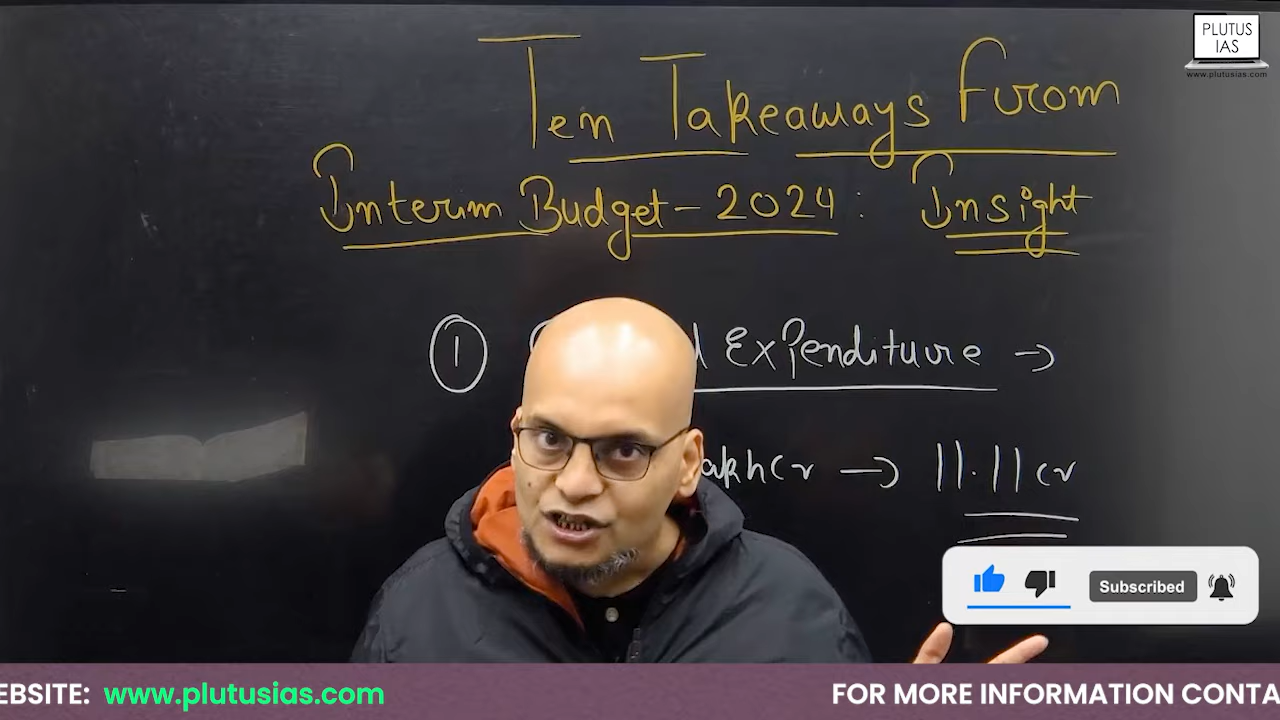 PLUTUS
IAS
www.plutusias.com
Ten Takeaways From
Interim Budget - 2024 : Insight
1 Expenditure →
Cr → 11.11 cr
Subscribed
EBSITE: www.plutusias.com FOR MORE INFORMATION CONTA